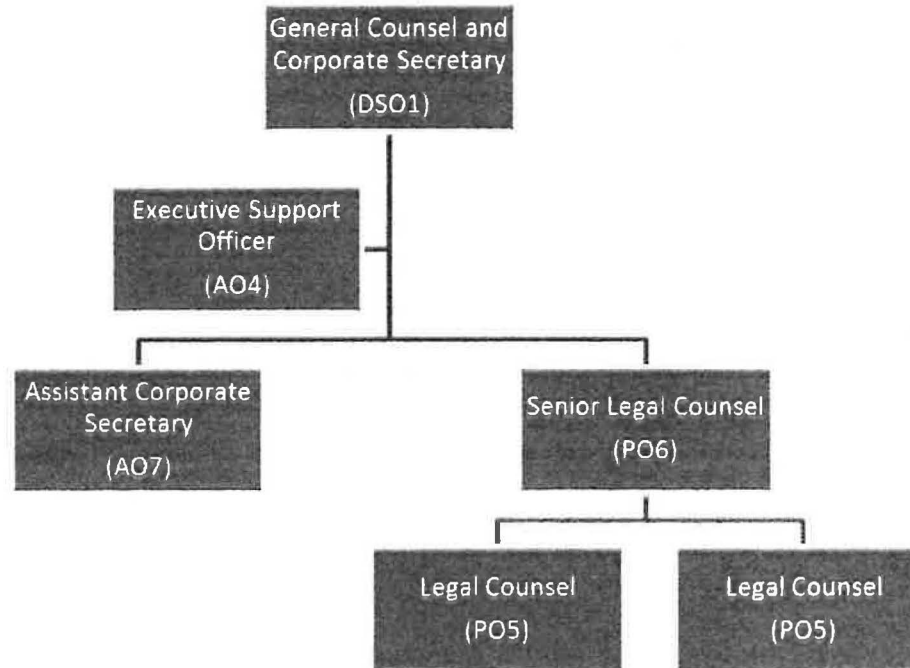 General Counsel and
Corporate Secretary
(DSO1)
Executive Support
Officer
(AO4)
Assistant Corporate
Secretary
(AO7)
Senior Legal Counsel
(PO6)
Legal Counsel
(PO5)
Legal Counsel
(PO5)